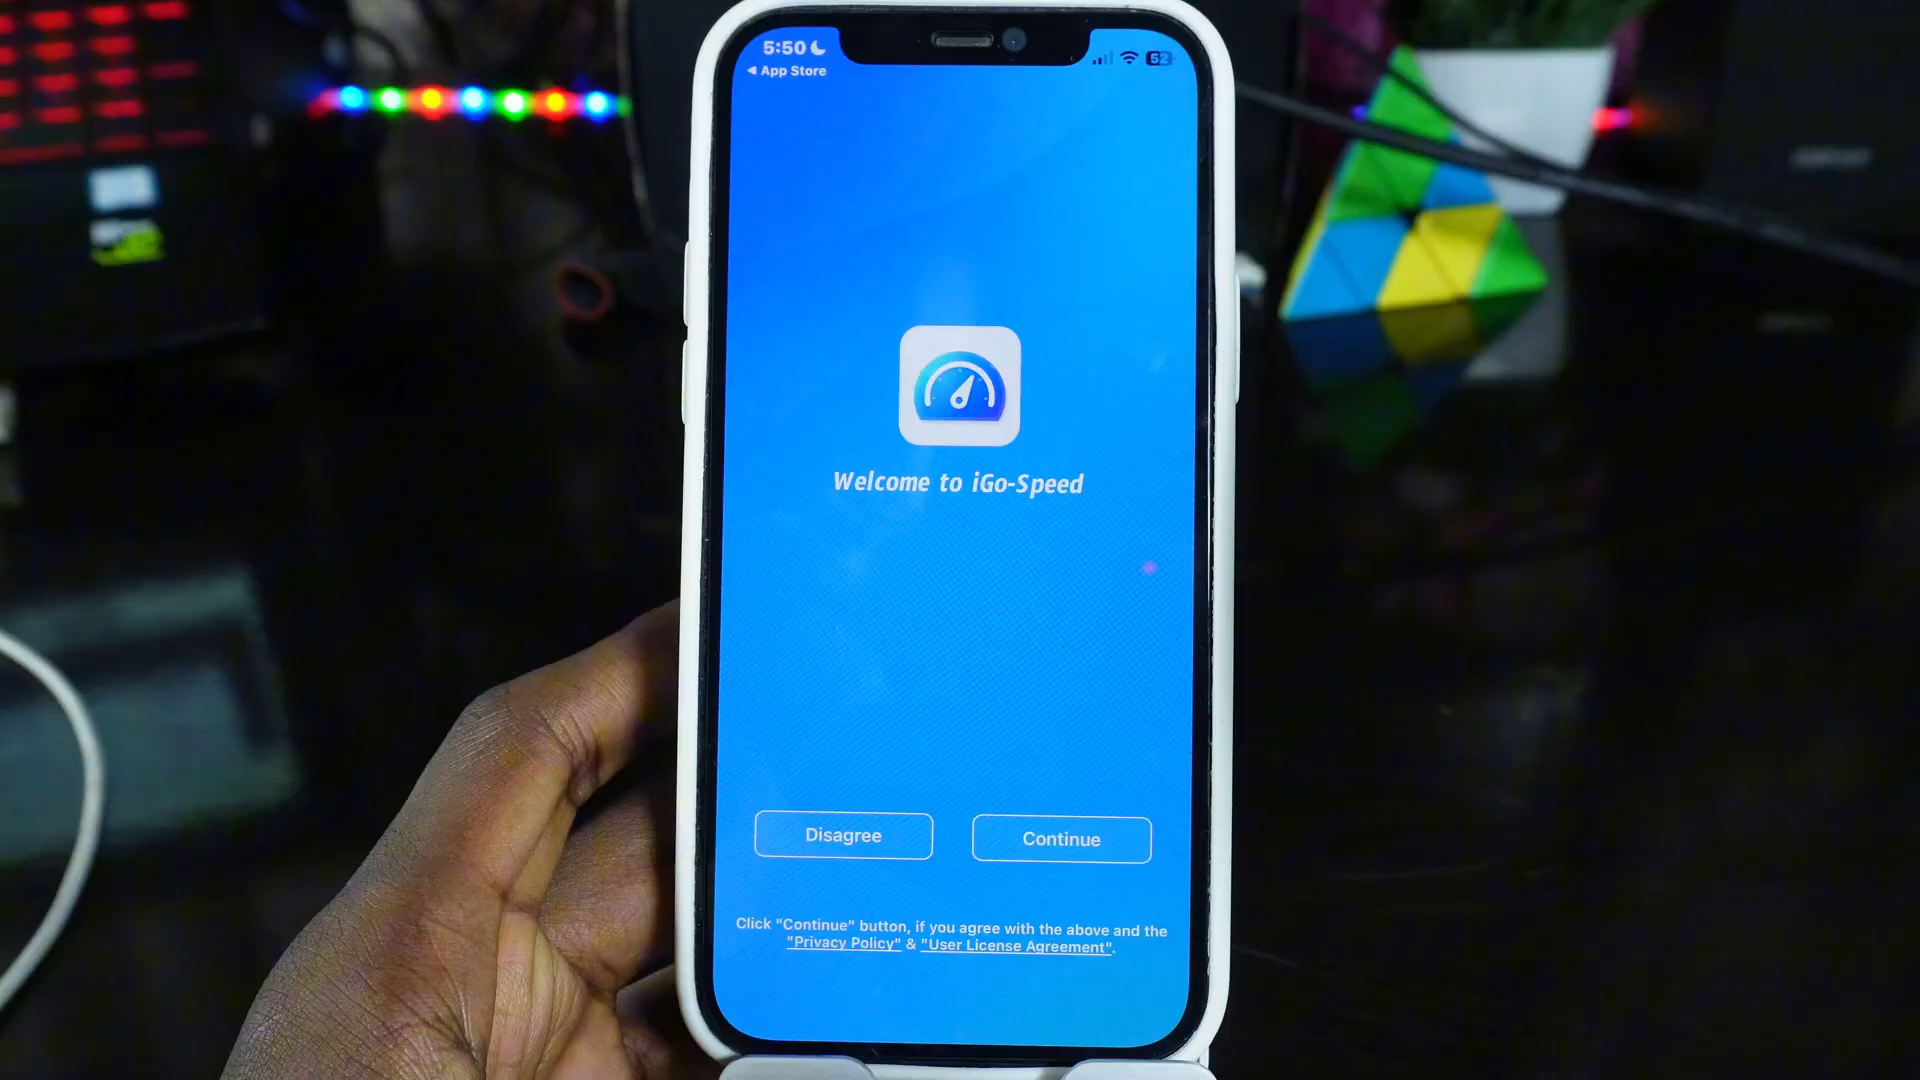 5:50
52
◀ App Store
Welcome to iGo-Speed
Disagree
Continue
Click "Continue" button, if you agree with the above and the
"Privacy Policy" & "User License Agreement".